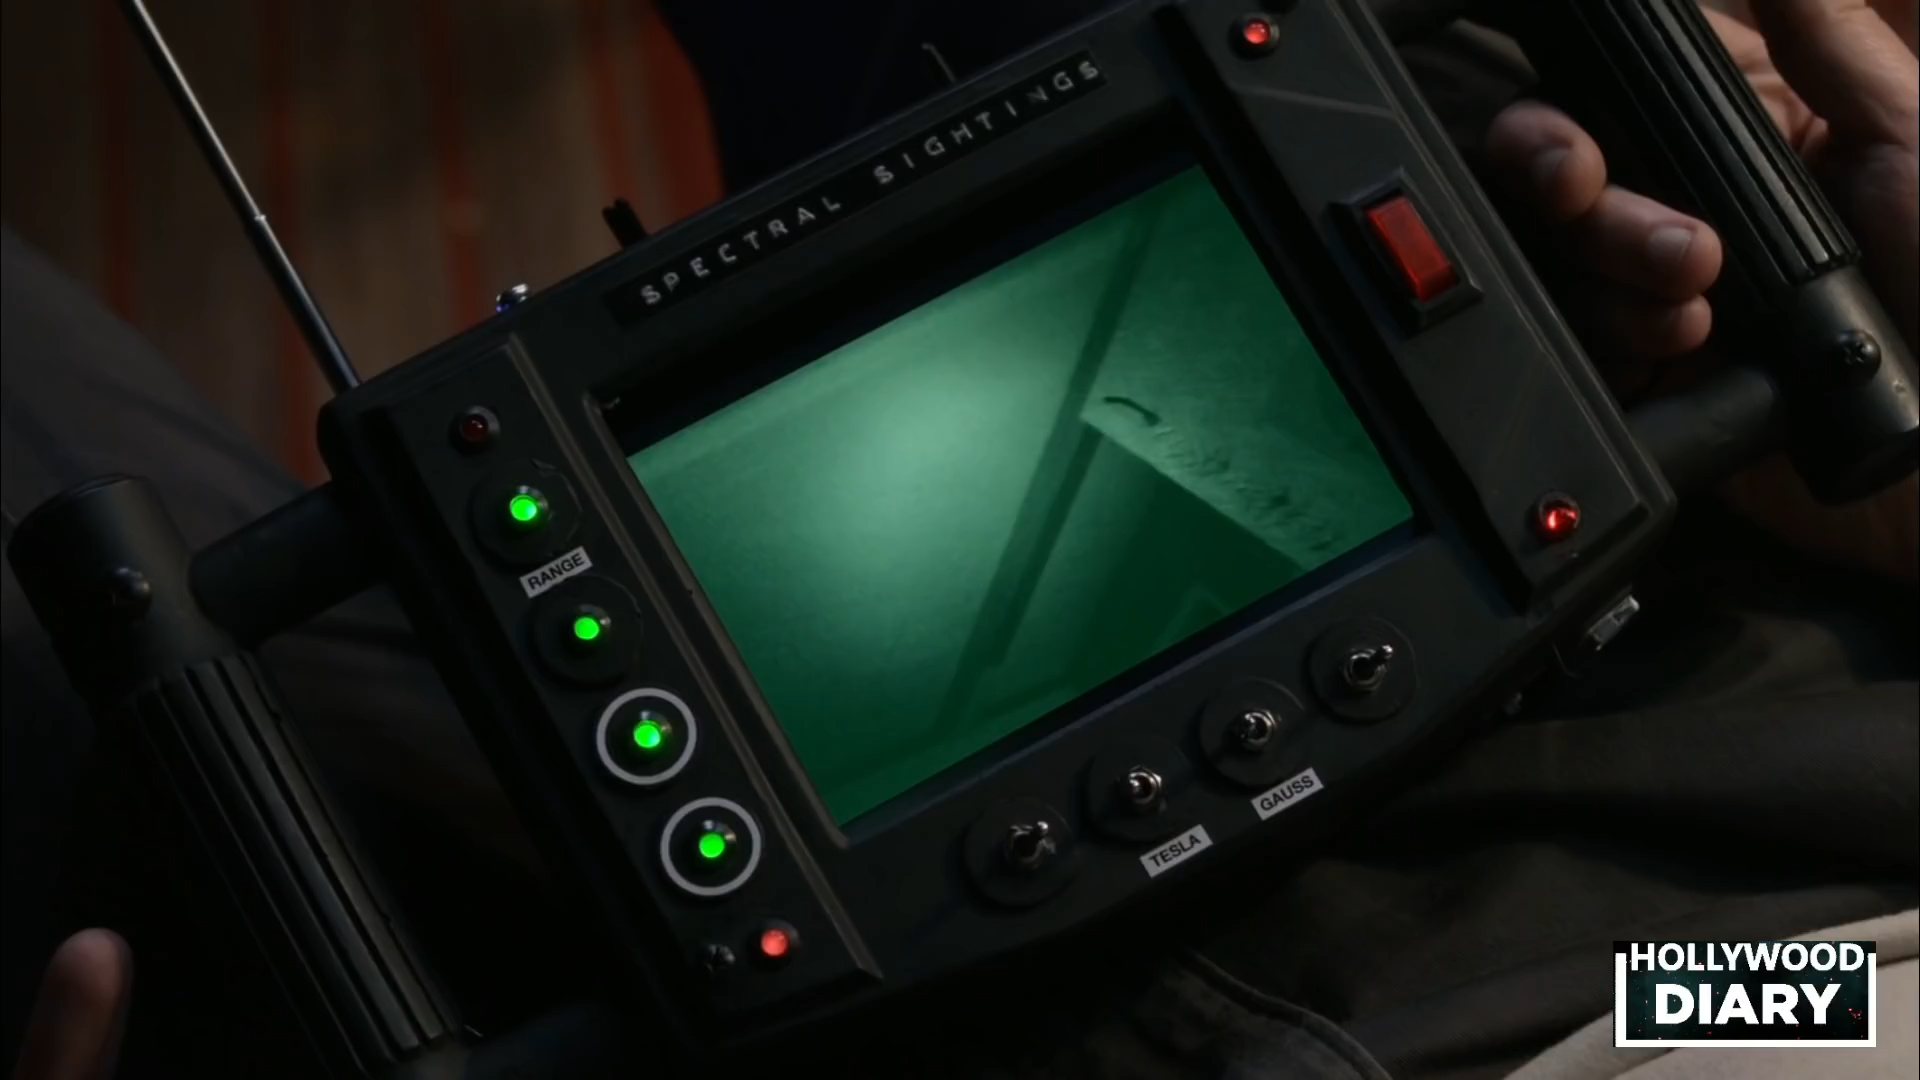 SPECTRAL SIGHTINGS
RANGE
TESLA
GAUSS
HOLLYWOOD
DIARY